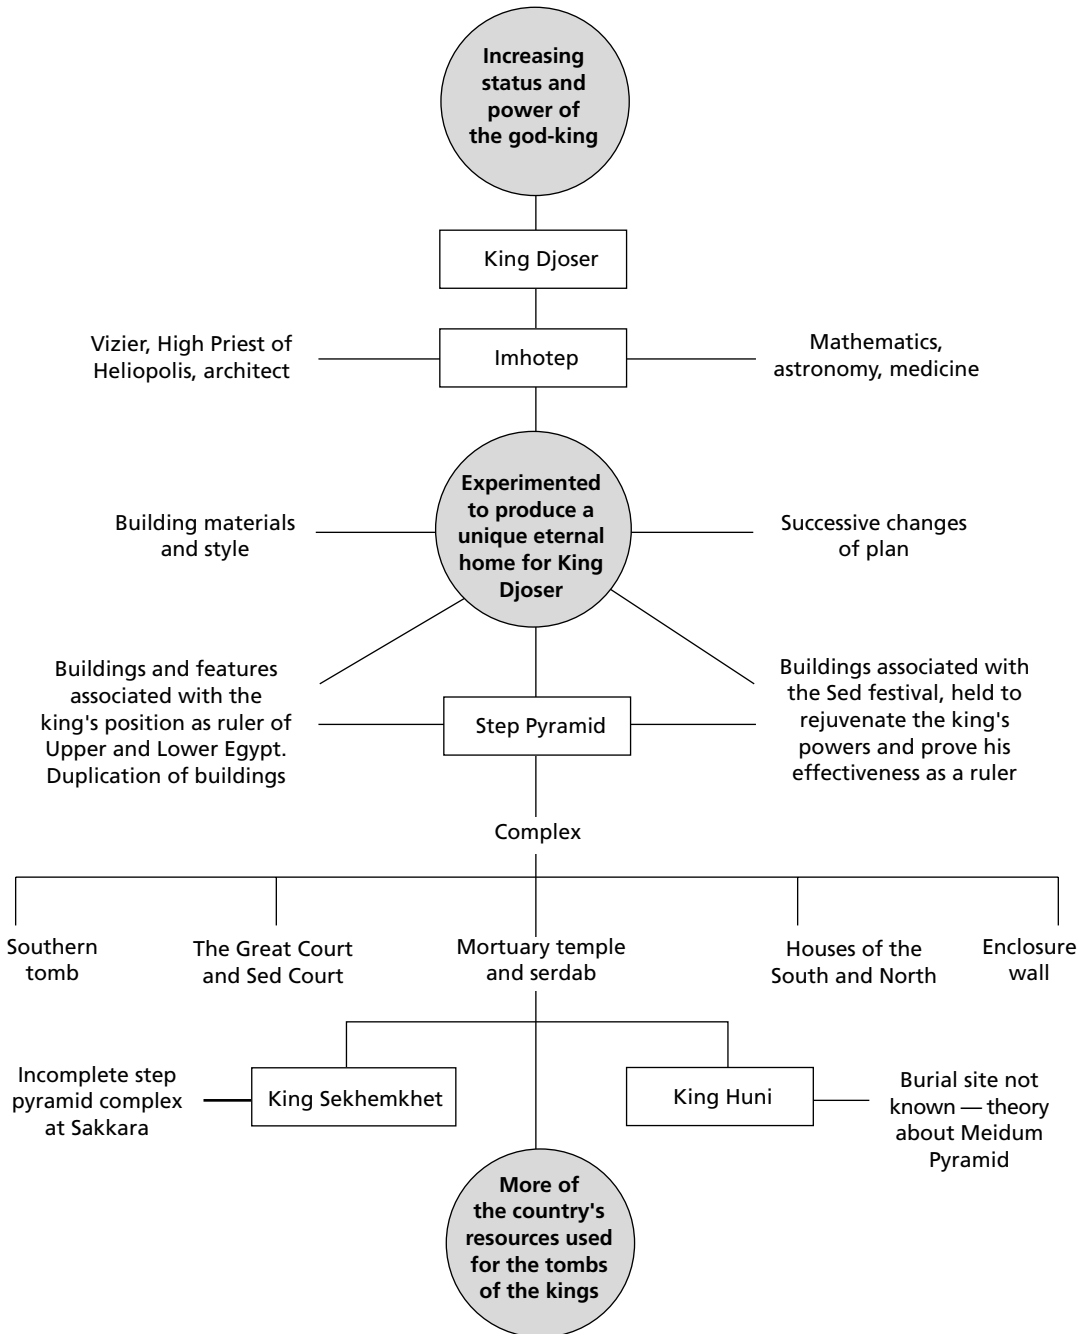 Increasing
status and
power of
the god-king
King Djoser
Vizier, High Priest of
Heliopolis, architect
Imhotep
Mathematics,
astronomy, medicine
Experimented
to produce a
unique eternal
home for King
Djoser
Building materials
and style
Successive changes
of plan
Buildings and features
associated with the
king's position as ruler of
Upper and Lower Egypt.
Duplication of buildings
Step Pyramid
Buildings associated with
the Sed festival, held to
rejuvenate the king's
powers and prove his
effectiveness as a ruler
Complex
Southern
tomb
The Great Court
and Sed Court
Mortuary temple
and serdab
Houses of the
South and North
Enclosure
wall
Incomplete step
pyramid complex
at Sakkara
King Sekhemkhet
King Huni
Burial site not
known — theory
about Meidum
Pyramid
More of
the country's
resources used
for the tombs
of the kings